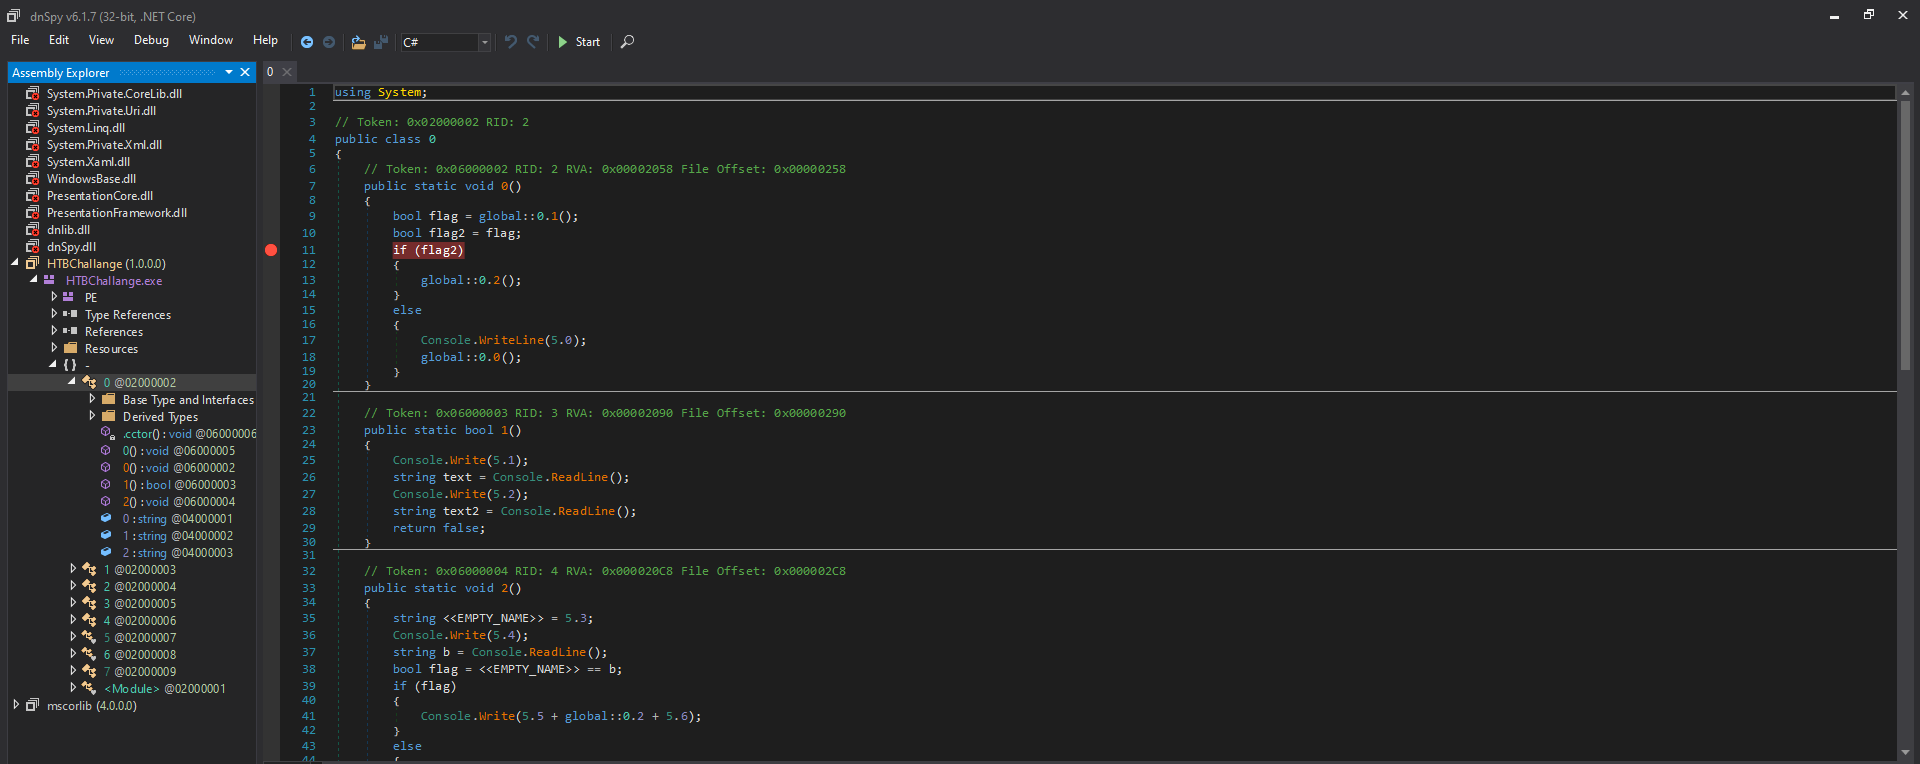 dnSpy v6.1.7 (32-bit, .NET Core)
File Edit View Debug Window Help C# Start
Assembly Explorer
0
System.Private.CoreLib.dll
System.Private.Uri.dll
System.Linq.dll
System.Private.Xml.dll
System.Xaml.dll
WindowsBase.dll
PresentationCore.dll
PresentationFramework.dll
dnlib.dll
dnSpy.dll
HTBChallange (1.0.0.0)
HTBChallange.exe
PE
Type References
References
Resources
{ } -
0 @02000002
Base Type and Interfaces
Derived Types
.cctor() : void @06000006
0() : void @06000005
0() : void @06000002
1() : bool @06000003
2() : void @06000004
0 : string @04000001
1 : string @04000002
2 : string @04000003
1 @02000003
2 @02000004
3 @02000005
4 @02000006
5 @02000007
6 @02000008
7 @02000009
<Module> @02000001
mscorlib (4.0.0.0)
1 using System;
2
3 // Token: 0x02000002 RID: 2
4 public class 0
5 {
6 // Token: 0x06000002 RID: 2 RVA: 0x00002058 File Offset: 0x00000258
7 public static void 0()
8 {
9 bool flag = global::0.1();
10 bool flag2 = flag;
11 if (flag2)
12 {
13 global::0.2();
14 }
15 else
16 {
17 Console.WriteLine(5.0);
18 global::0.0();
19 }
20 }
21
22 // Token: 0x06000003 RID: 3 RVA: 0x00002090 File Offset: 0x00000290
23 public static bool 1()
24 {
25 Console.Write(5.1);
26 string text = Console.ReadLine();
27 Console.Write(5.2);
28 string text2 = Console.ReadLine();
29 return false;
30 }
31
32 // Token: 0x06000004 RID: 4 RVA: 0x000020C8 File Offset: 0x000002C8
33 public static void 2()
34 {
35 string <<EMPTY_NAME>> = 5.3;
36 Console.Write(5.4);
37 string b = Console.ReadLine();
38 bool flag = <<EMPTY_NAME>> == b;
39 if (flag)
40 {
41 Console.Write(5.5 + global::0.2 + 5.6);
42 }
43 else
44 {